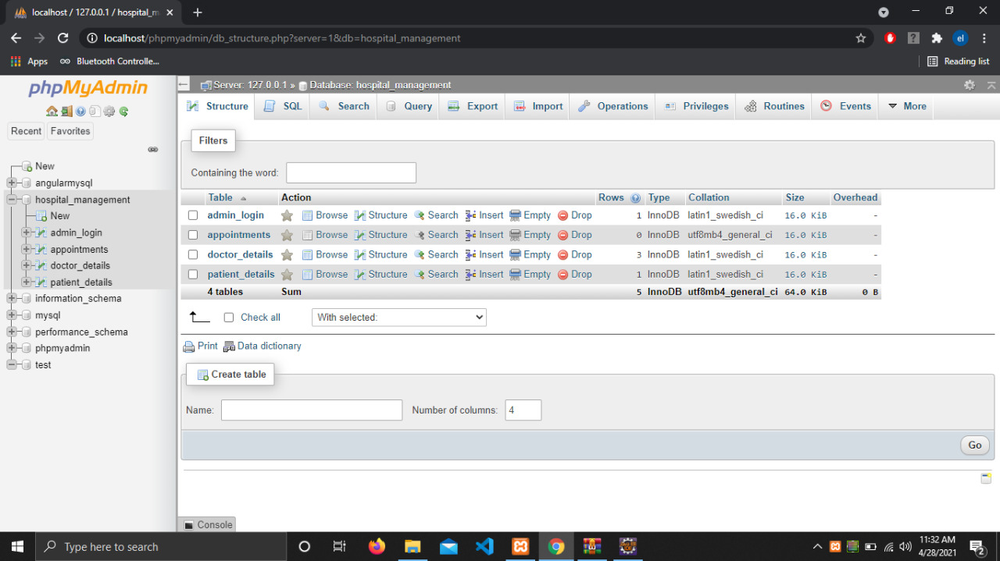 localhost / 127.0.0.1 / hospital_m
localhost/phpmyadmin/db_structure.php?server=1&db=hospital_management
el
Apps Bluetooth Controlle... Reading list
phpMyAdmin
Recent Favorites
New
angularmysql
hospital_management
New
admin_login
appointments
doctor_details
patient_details
information_schema
mysql
performance_schema
phpmyadmin
test
Server: 127.0.0.1 » Database: hospital_management
Structure SQL Search Query Export Import Operations Privileges Routines Events More
Filters
Containing the word:
Table Action Rows Type Collation Size Overhead
admin_login Browse Structure Search Insert Empty Drop 1 InnoDB latin1_swedish_ci 16.0 KiB -
appointments Browse Structure Search Insert Empty Drop 0 InnoDB utf8mb4_general_ci 16.0 KiB -
doctor_details Browse Structure Search Insert Empty Drop 3 InnoDB latin1_swedish_ci 16.0 KiB -
patient_details Browse Structure Search Insert Empty Drop 1 InnoDB latin1_swedish_ci 16.0 KiB -
4 tables Sum 5 InnoDB utf8mb4_general_ci 64.0 KiB 0 B
Check all With selected:
Print Data dictionary
Create table
Name: Number of columns: 4
Go
Console
Type here to search
11:32 AM
4/28/2021
2